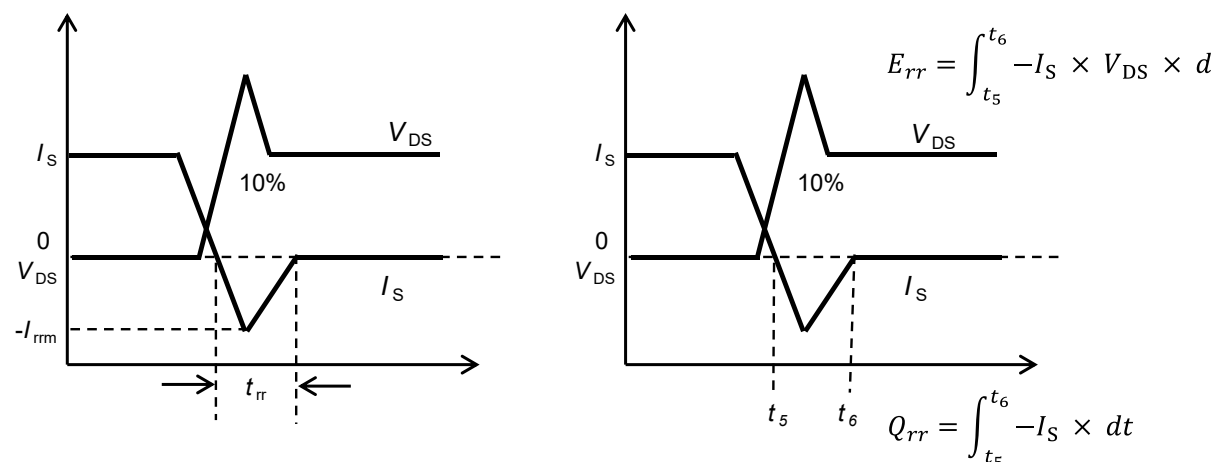 V_DS
I_S
10%
0
V_DS
I_S
-I_rrm
t_rr
E_rr = ∫_{t_5}^{t_6} −I_S × V_DS × d
V_DS
I_S
10%
0
V_DS
I_S
t_5 t_6
Q_rr = ∫_{t_5}^{t_6} −I_S × dt